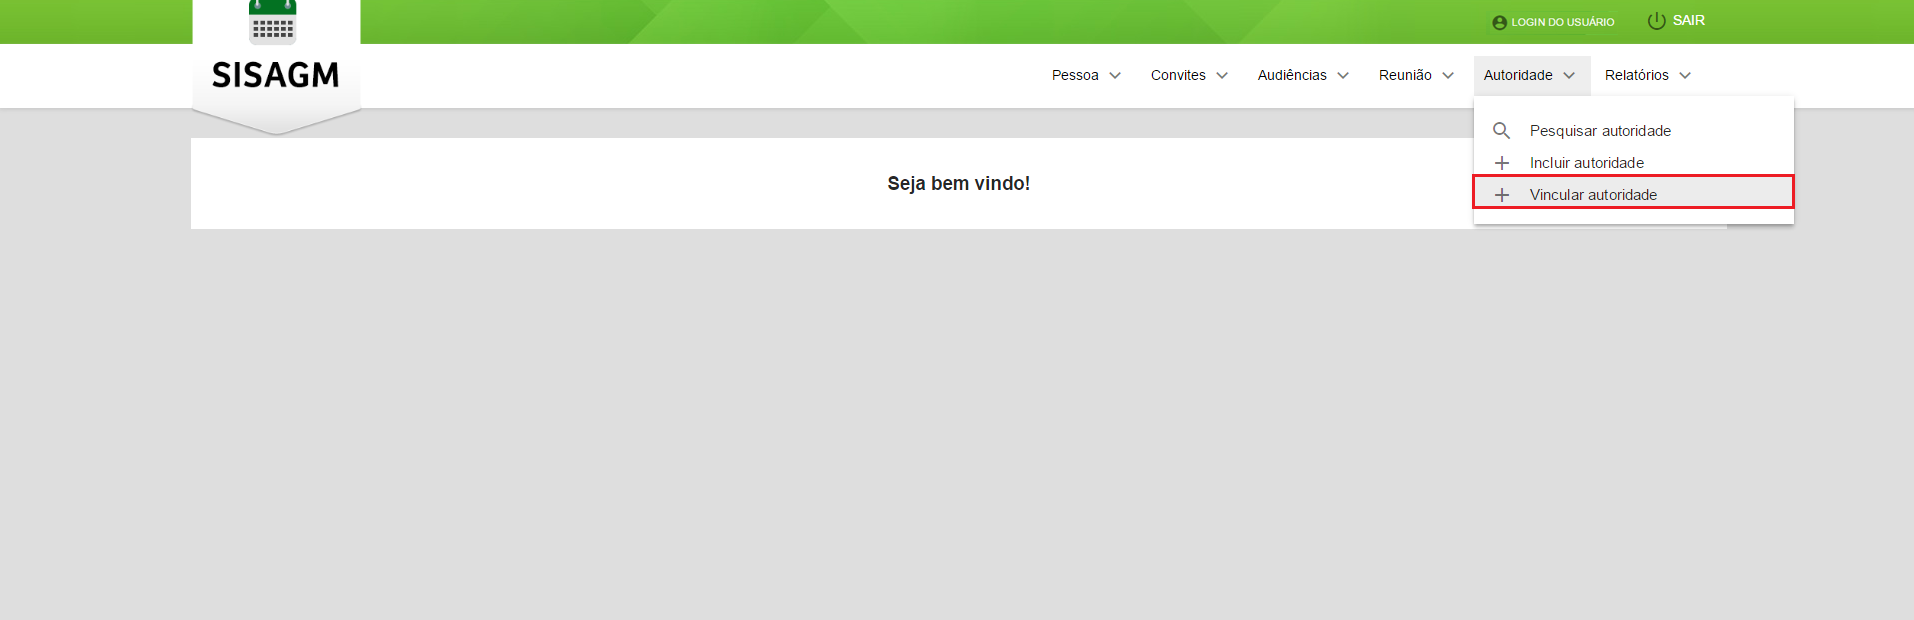 LOGIN DO USUÁRIO SAIR
SISAGM
Pessoa Convites Audiências Reunião Autoridade Relatórios
Pesquisar autoridade
Incluir autoridade
Vincular autoridade
Seja bem vindo!